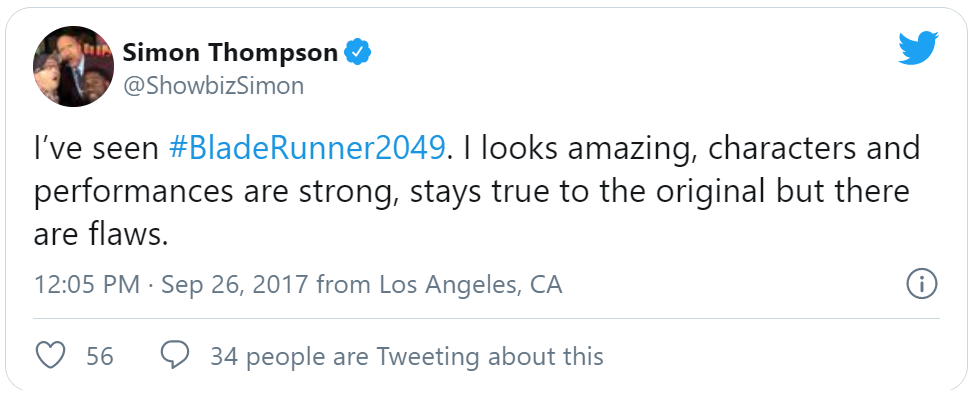 Simon Thompson
@ShowbizSimon
I’ve seen #BladeRunner2049. I looks amazing, characters and
performances are strong, stays true to the original but there
are flaws.
12:05 PM · Sep 26, 2017 from Los Angeles, CA
56 34 people are Tweeting about this